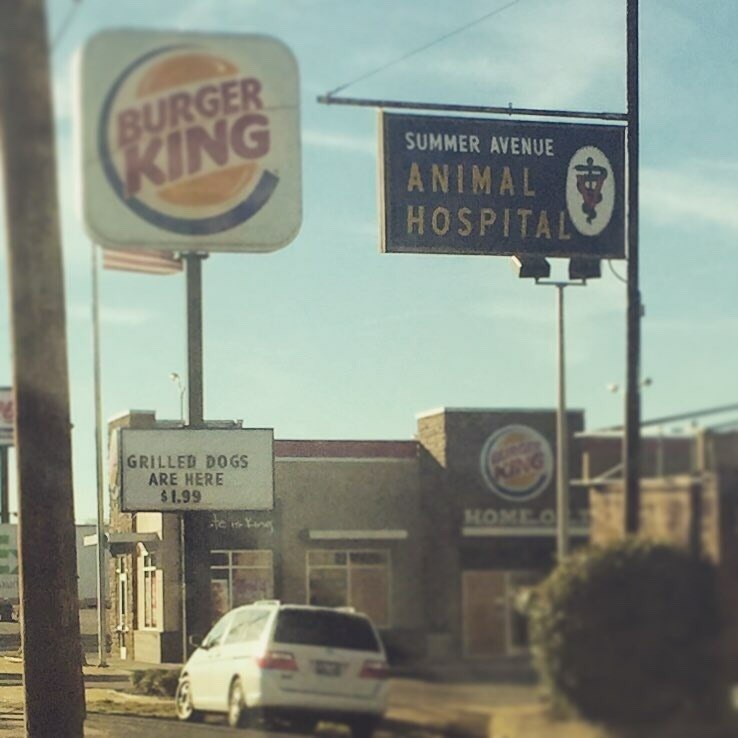 BURGER
KING
SUMMER AVENUE
ANIMAL
HOSPITAL
GRILLED DOGS
ARE HERE
$1.99
BURGER
KING
HOME OF